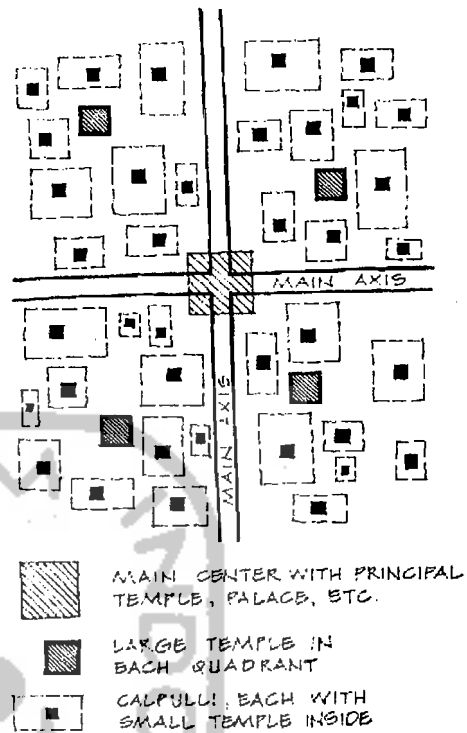 MAIN AXIS
MAIN AXIS
MAIN CENTER WITH PRINCIPAL
TEMPLE, PALACE, ETC.
LARGE TEMPLE IN
EACH QUADRANT
CALPULLI, EACH WITH
SMALL TEMPLE INSIDE